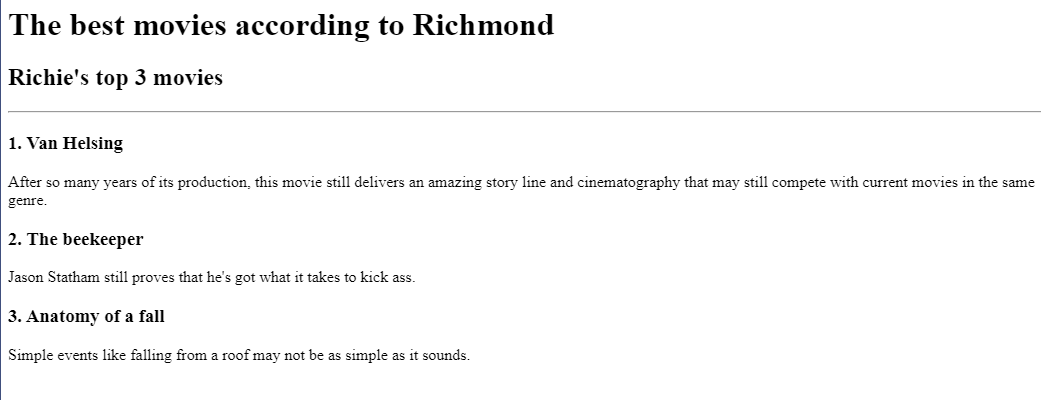 The best movies according to Richmond
Richie's top 3 movies
1. Van Helsing
After so many years of its production, this movie still delivers an amazing story line and cinematography that may still compete with current movies in the same
genre.
2. The beekeeper
Jason Statham still proves that he's got what it takes to kick ass.
3. Anatomy of a fall
Simple events like falling from a roof may not be as simple as it sounds.